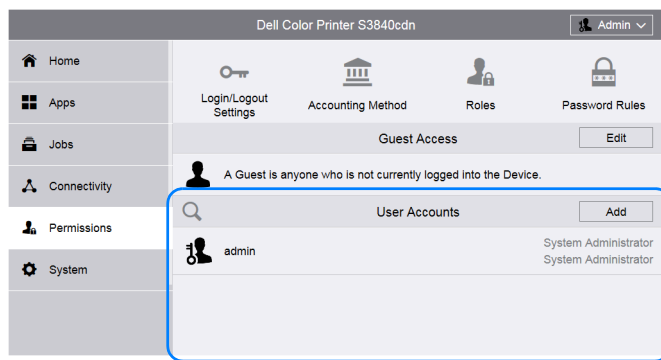 Dell Color Printer S3840cdn
Admin
Home
Apps
Jobs
Connectivity
Permissions
System
Login/Logout
Settings
Accounting Method
Roles
Password Rules
Guest Access
Edit
A Guest is anyone who is not currently logged into the Device.
User Accounts
Add
admin
System Administrator
System Administrator